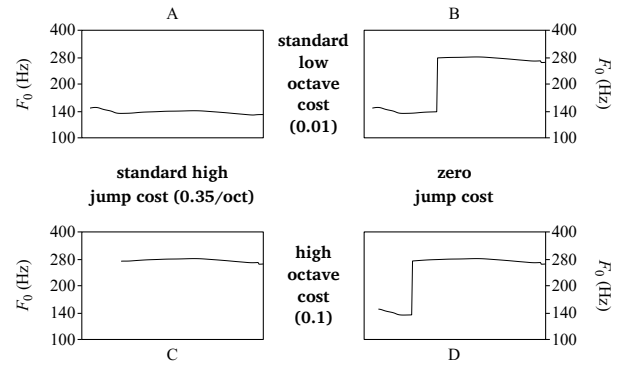 A
B
F0 (Hz)
400
280
200
140
100
standard
low
octave
cost
(0.01)
400
280
200
140
100
F0 (Hz)
standard high
jump cost (0.35/oct)
zero
jump cost
F0 (Hz)
400
280
200
140
100
high
octave
cost
(0.1)
400
280
200
140
100
F0 (Hz)
C
D